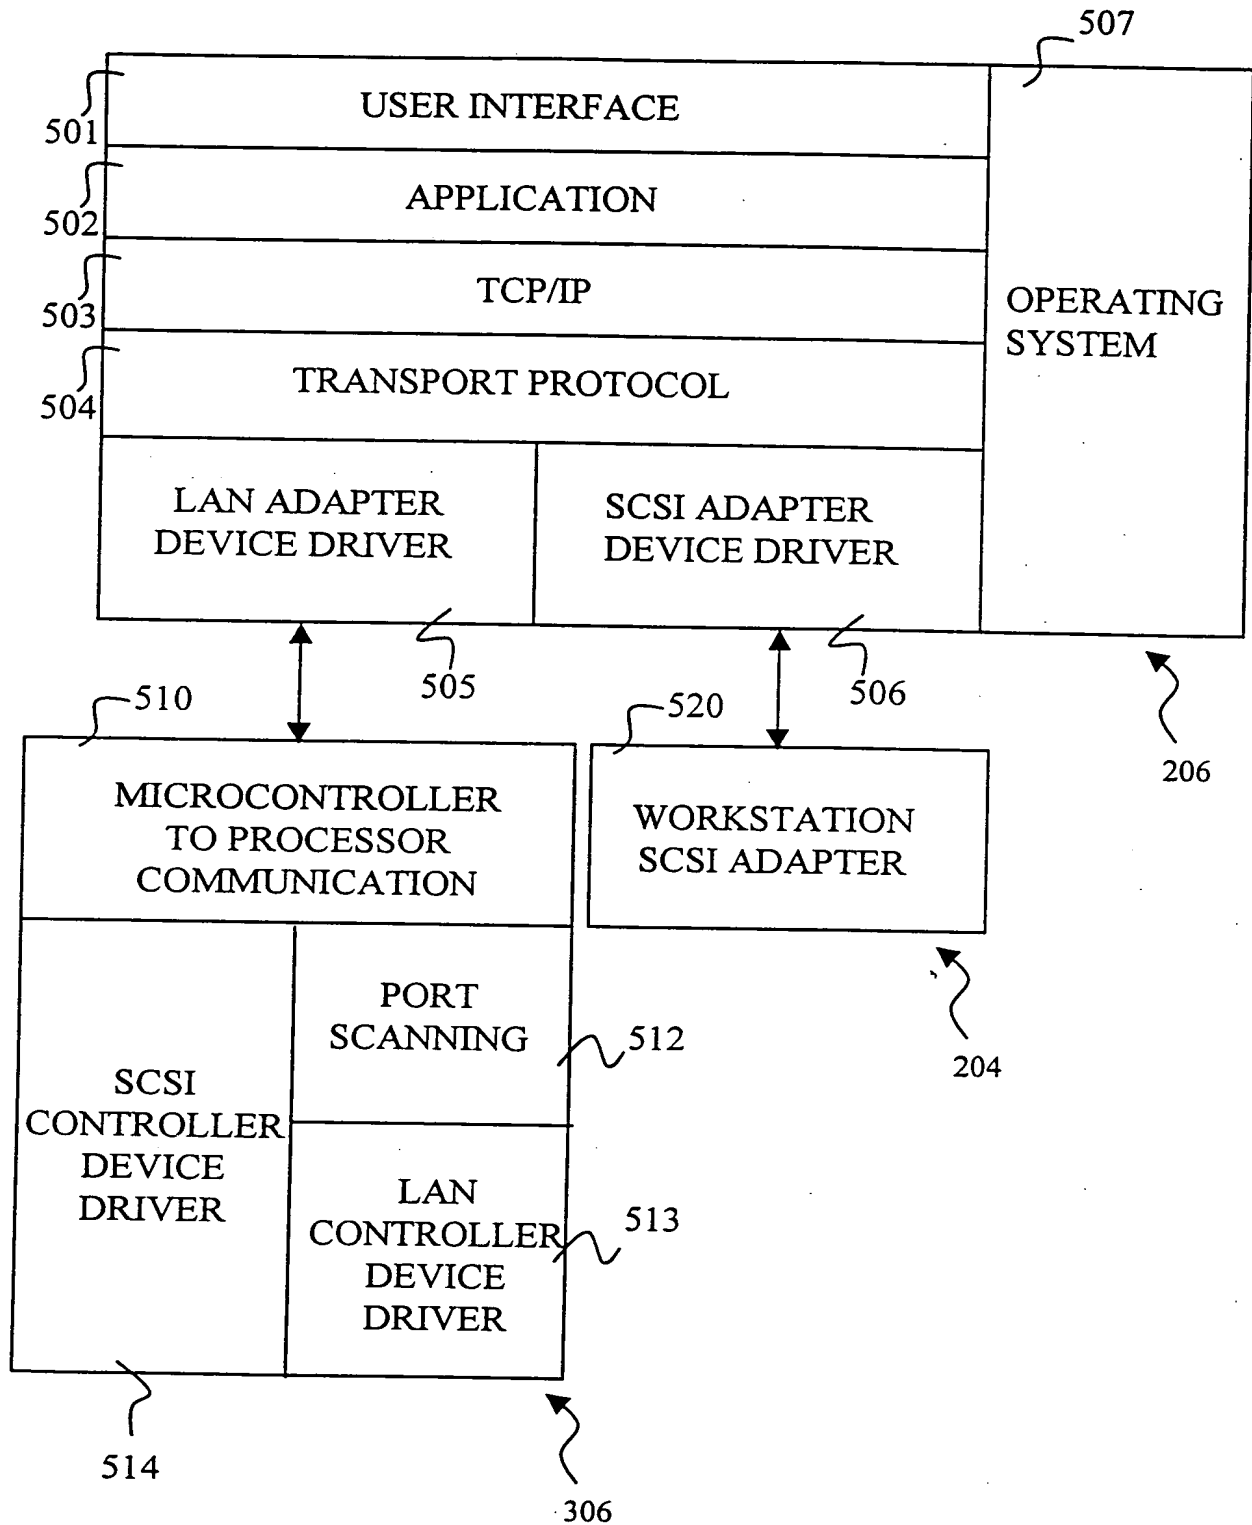 507
USER INTERFACE
501
APPLICATION
502
TCP/IP
503
OPERATING
SYSTEM
TRANSPORT PROTOCOL
504
LAN ADAPTER
DEVICE DRIVER
SCSI ADAPTER
DEVICE DRIVER
505
506
206
510
520
MICROCONTROLLER
TO PROCESSOR
COMMUNICATION
WORKSTATION
SCSI ADAPTER
204
PORT
SCANNING
512
SCSI
CONTROLLER
DEVICE
DRIVER
LAN
CONTROLLER
DEVICE
DRIVER
513
514
306